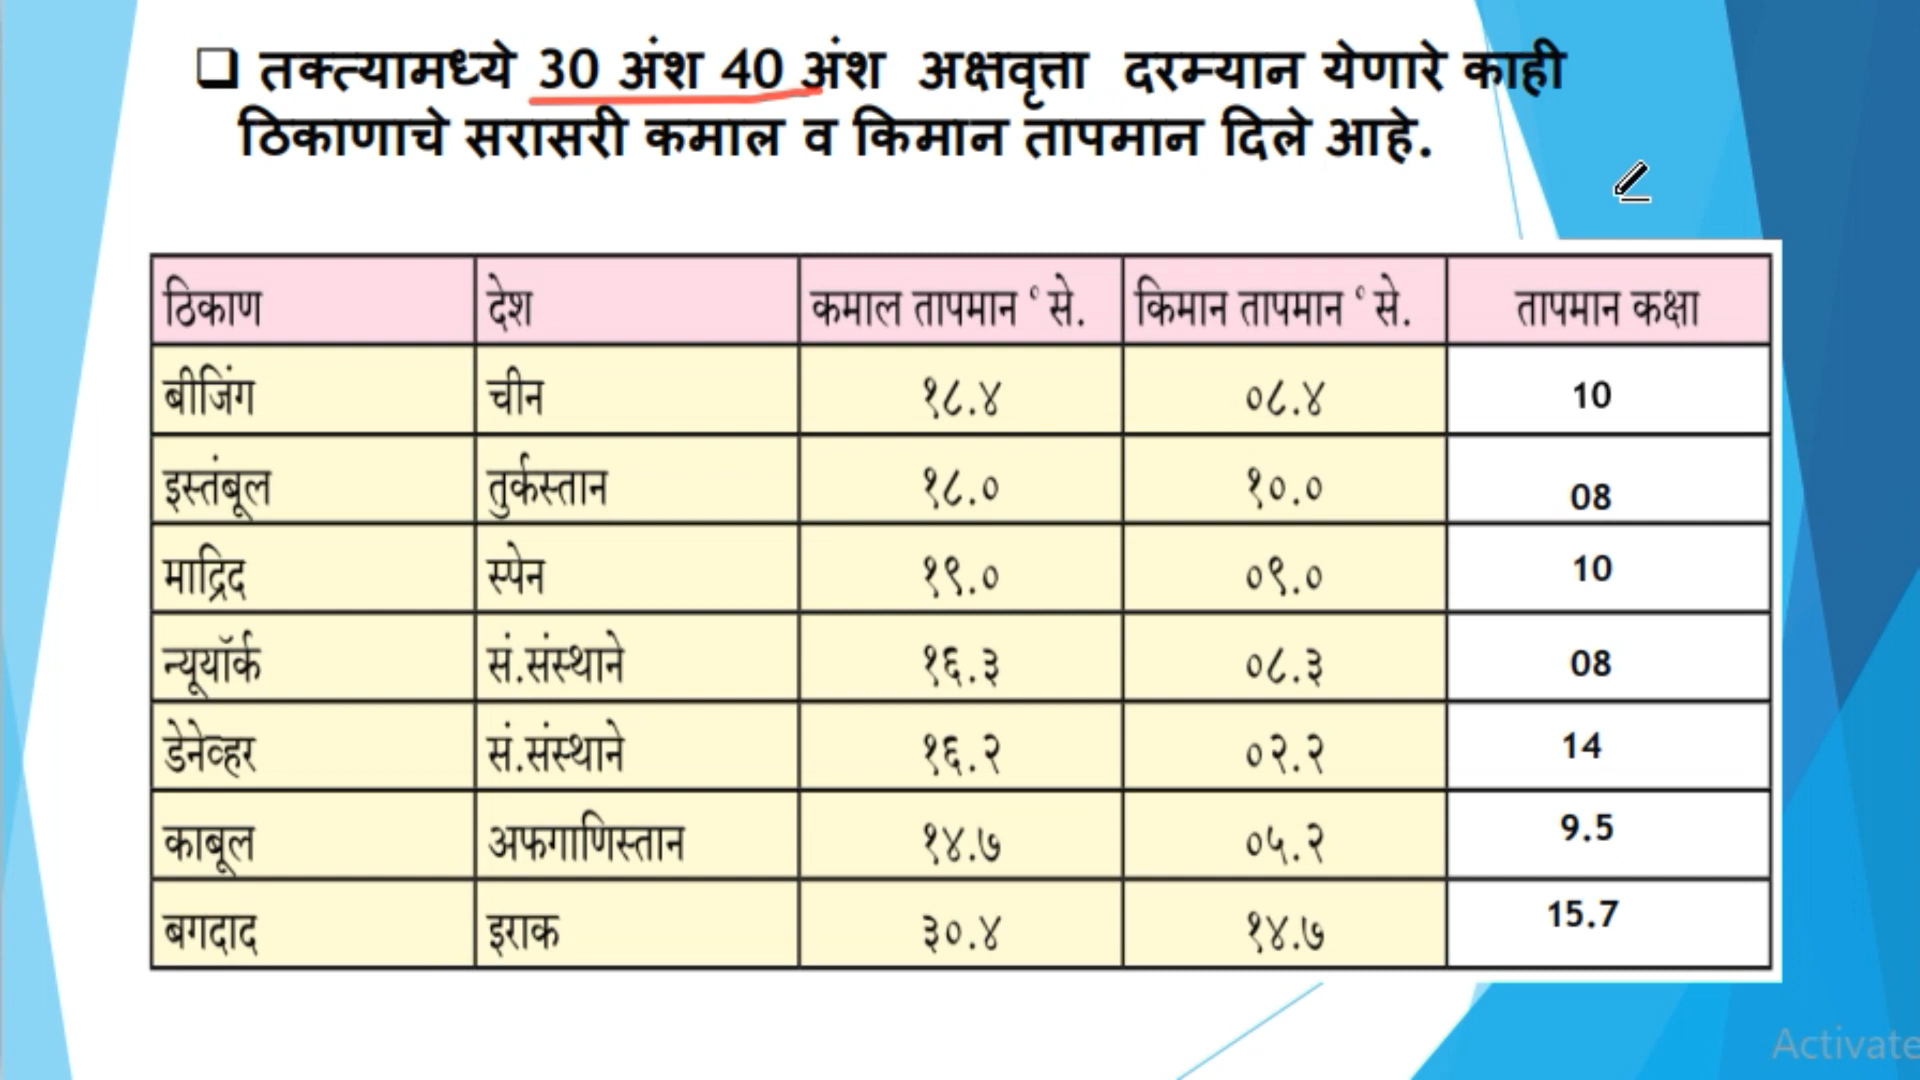 ❑ तक्त्यामध्ये 30 अंश 40 अंश अक्षवृत्ता दरम्यान येणारे काही
ठिकाणाचे सरासरी कमाल व किमान तापमान दिले आहे.
ठिकाण देश कमाल तापमान ° से. किमान तापमान ° से. तापमान कक्षा
बीजिंग चीन १८.४ ०८.४ 10
इस्तंबूल तुर्कस्तान १८.० १०.० 08
माद्रिद स्पेन १९.० ०९.० 10
न्यूयॉर्क सं.संस्थाने १६.३ ०८.३ 08
डेनेव्हर सं.संस्थाने १६.२ ०२.२ 14
काबूल अफगाणिस्तान १४.७ ०५.२ 9.5
बगदाद इराक ३०.४ १४.७ 15.7
Activate